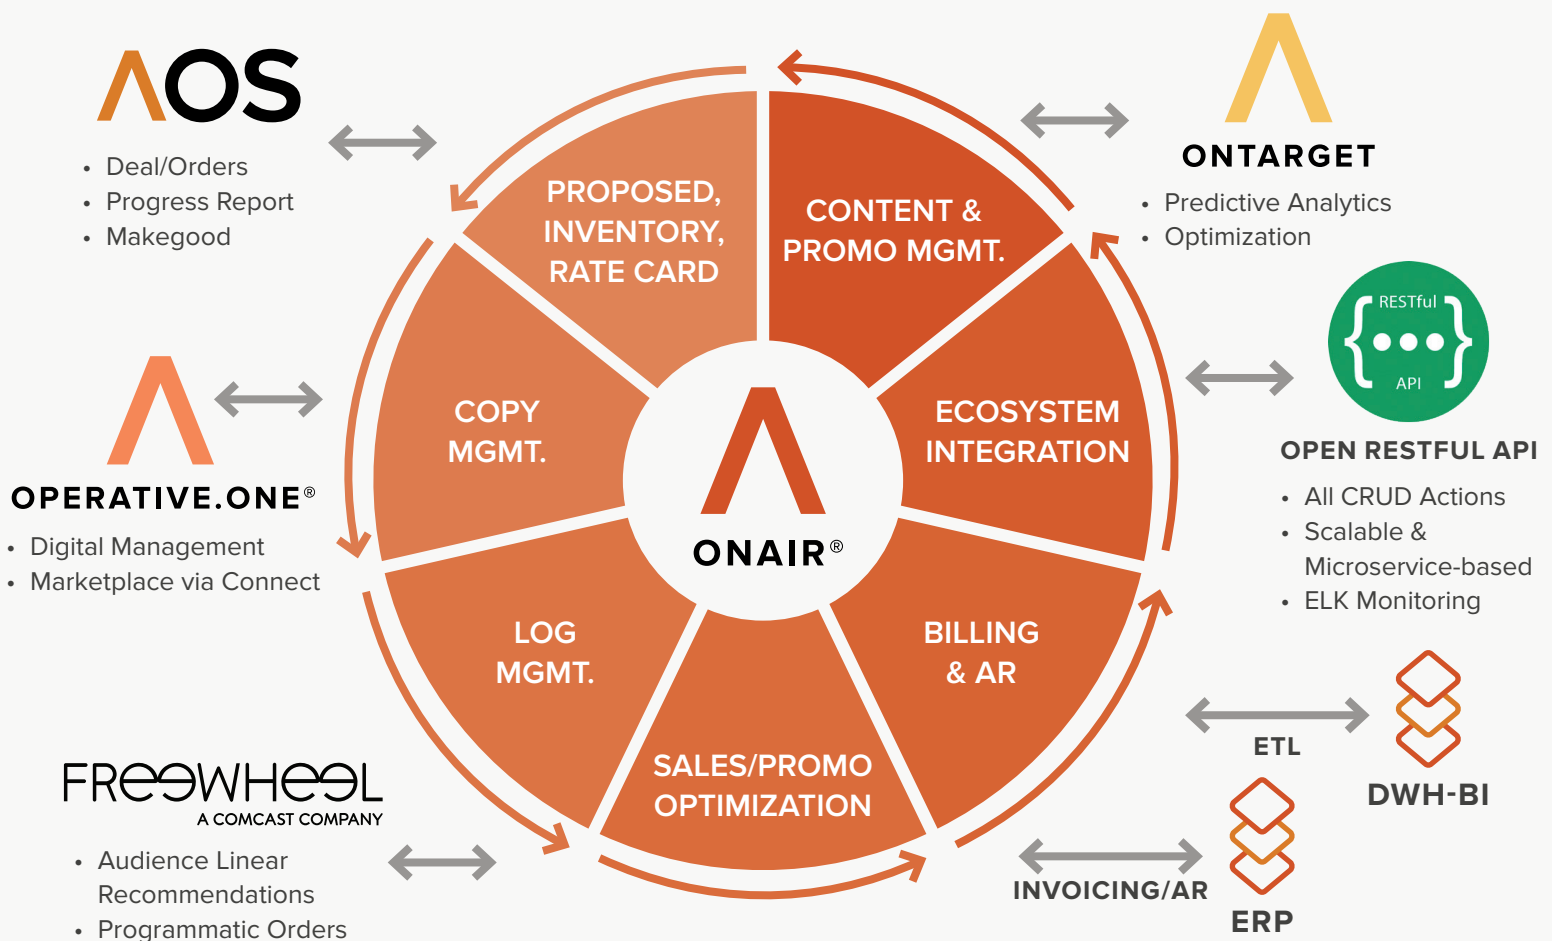 AOS
• Deal/Orders
• Progress Report
• Makegood
OPERATIVE.ONE®
• Digital Management
• Marketplace via Connect
FREEWHEEL
A COMCAST COMPANY
• Audience Linear
Recommendations
• Programmatic Orders
PROPOSED,
INVENTORY,
RATE CARD
COPY
MGMT.
LOG
MGMT.
SALES/PROMO
OPTIMIZATION
BILLING
& AR
ECOSYSTEM
INTEGRATION
CONTENT &
PROMO MGMT.
ONAIR®
ONTARGET
• Predictive Analytics
• Optimization
RESTful
API
OPEN RESTFUL API
• All CRUD Actions
• Scalable &
Microservice-based
• ELK Monitoring
ETL
DWH-BI
INVOICING/AR
ERP